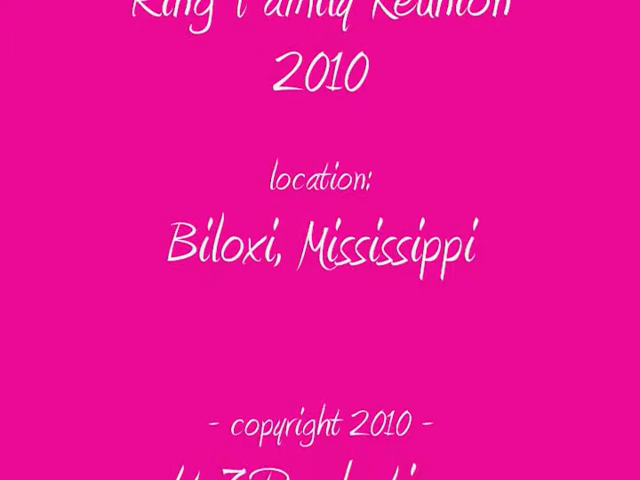 King Family Reunion
2010
location:
Biloxi, Mississippi
- copyright 2010 -